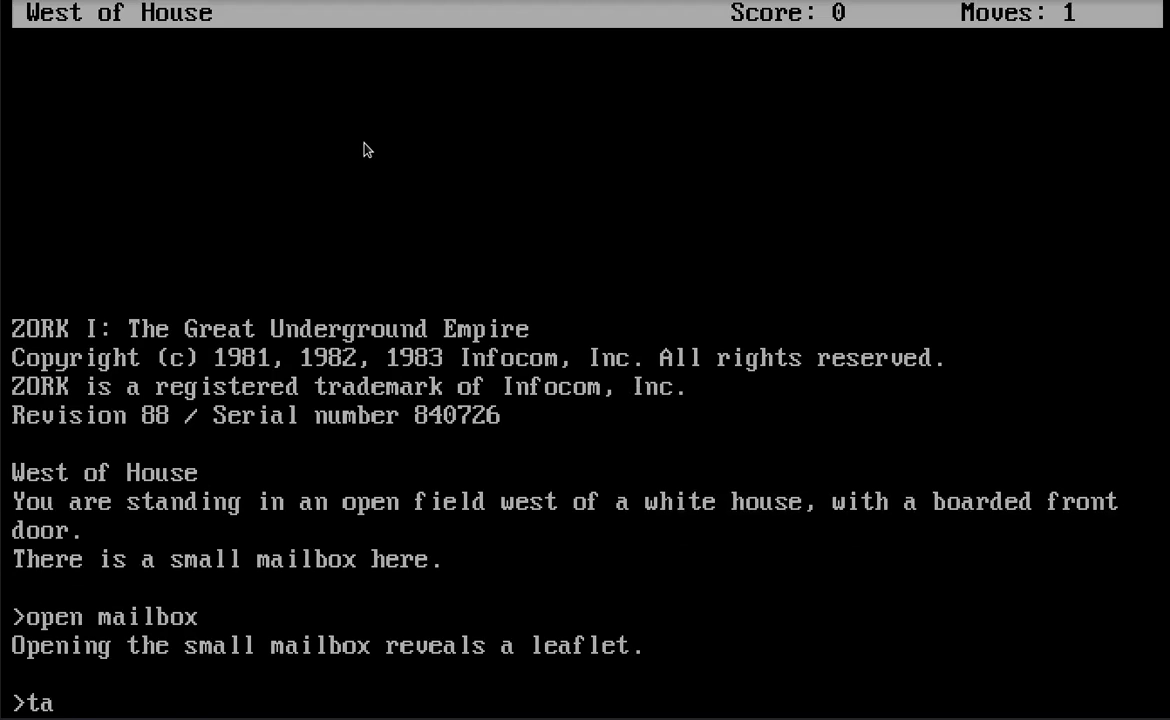 West of House Score: 0 Moves: 1
ZORK I: The Great Underground Empire
Copyright (c) 1981, 1982, 1983 Infocom, Inc. All rights reserved.
ZORK is a registered trademark of Infocom, Inc.
Revision 88 / Serial number 840726
West of House
You are standing in an open field west of a white house, with a boarded front
door.
There is a small mailbox here.
>open mailbox
Opening the small mailbox reveals a leaflet.
>ta